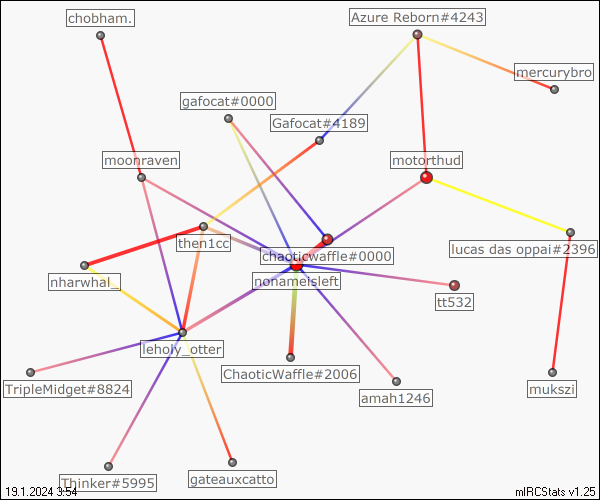 chobham.
Azure Reborn#4243
mercurybro
gafocat#0000
Gafocat#4189
moonraven
motorthud
then1cc
lucas das oppai#2396
chaoticwaffle#0000
nharwhal_
nonameisleft
tt532
leholy_otter
ChaoticWaffle#2006
TripleMidget#8824
amah1246
mukszi
Thinker#5995
gateauxcatto
19.1.2024 3:54
mIRCStats v1.25